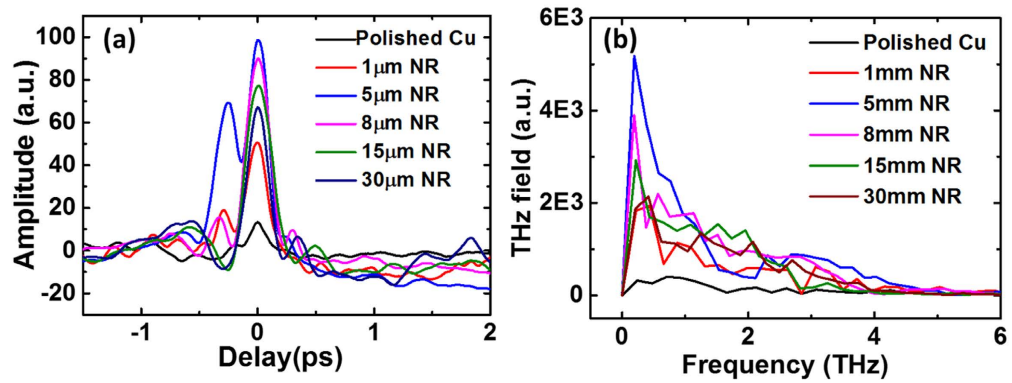 (a)
Amplitude (a.u.)
100
80
60
40
20
0
-20
Polished Cu
1μm NR
5μm NR
8μm NR
15μm NR
30μm NR
-1
0
1
2
Delay(ps)
(b)
THz field (a.u.)
6E3
4E3
2E3
0
Polished Cu
1mm NR
5mm NR
8mm NR
15mm NR
30mm NR
0
2
4
6
Frequency (THz)